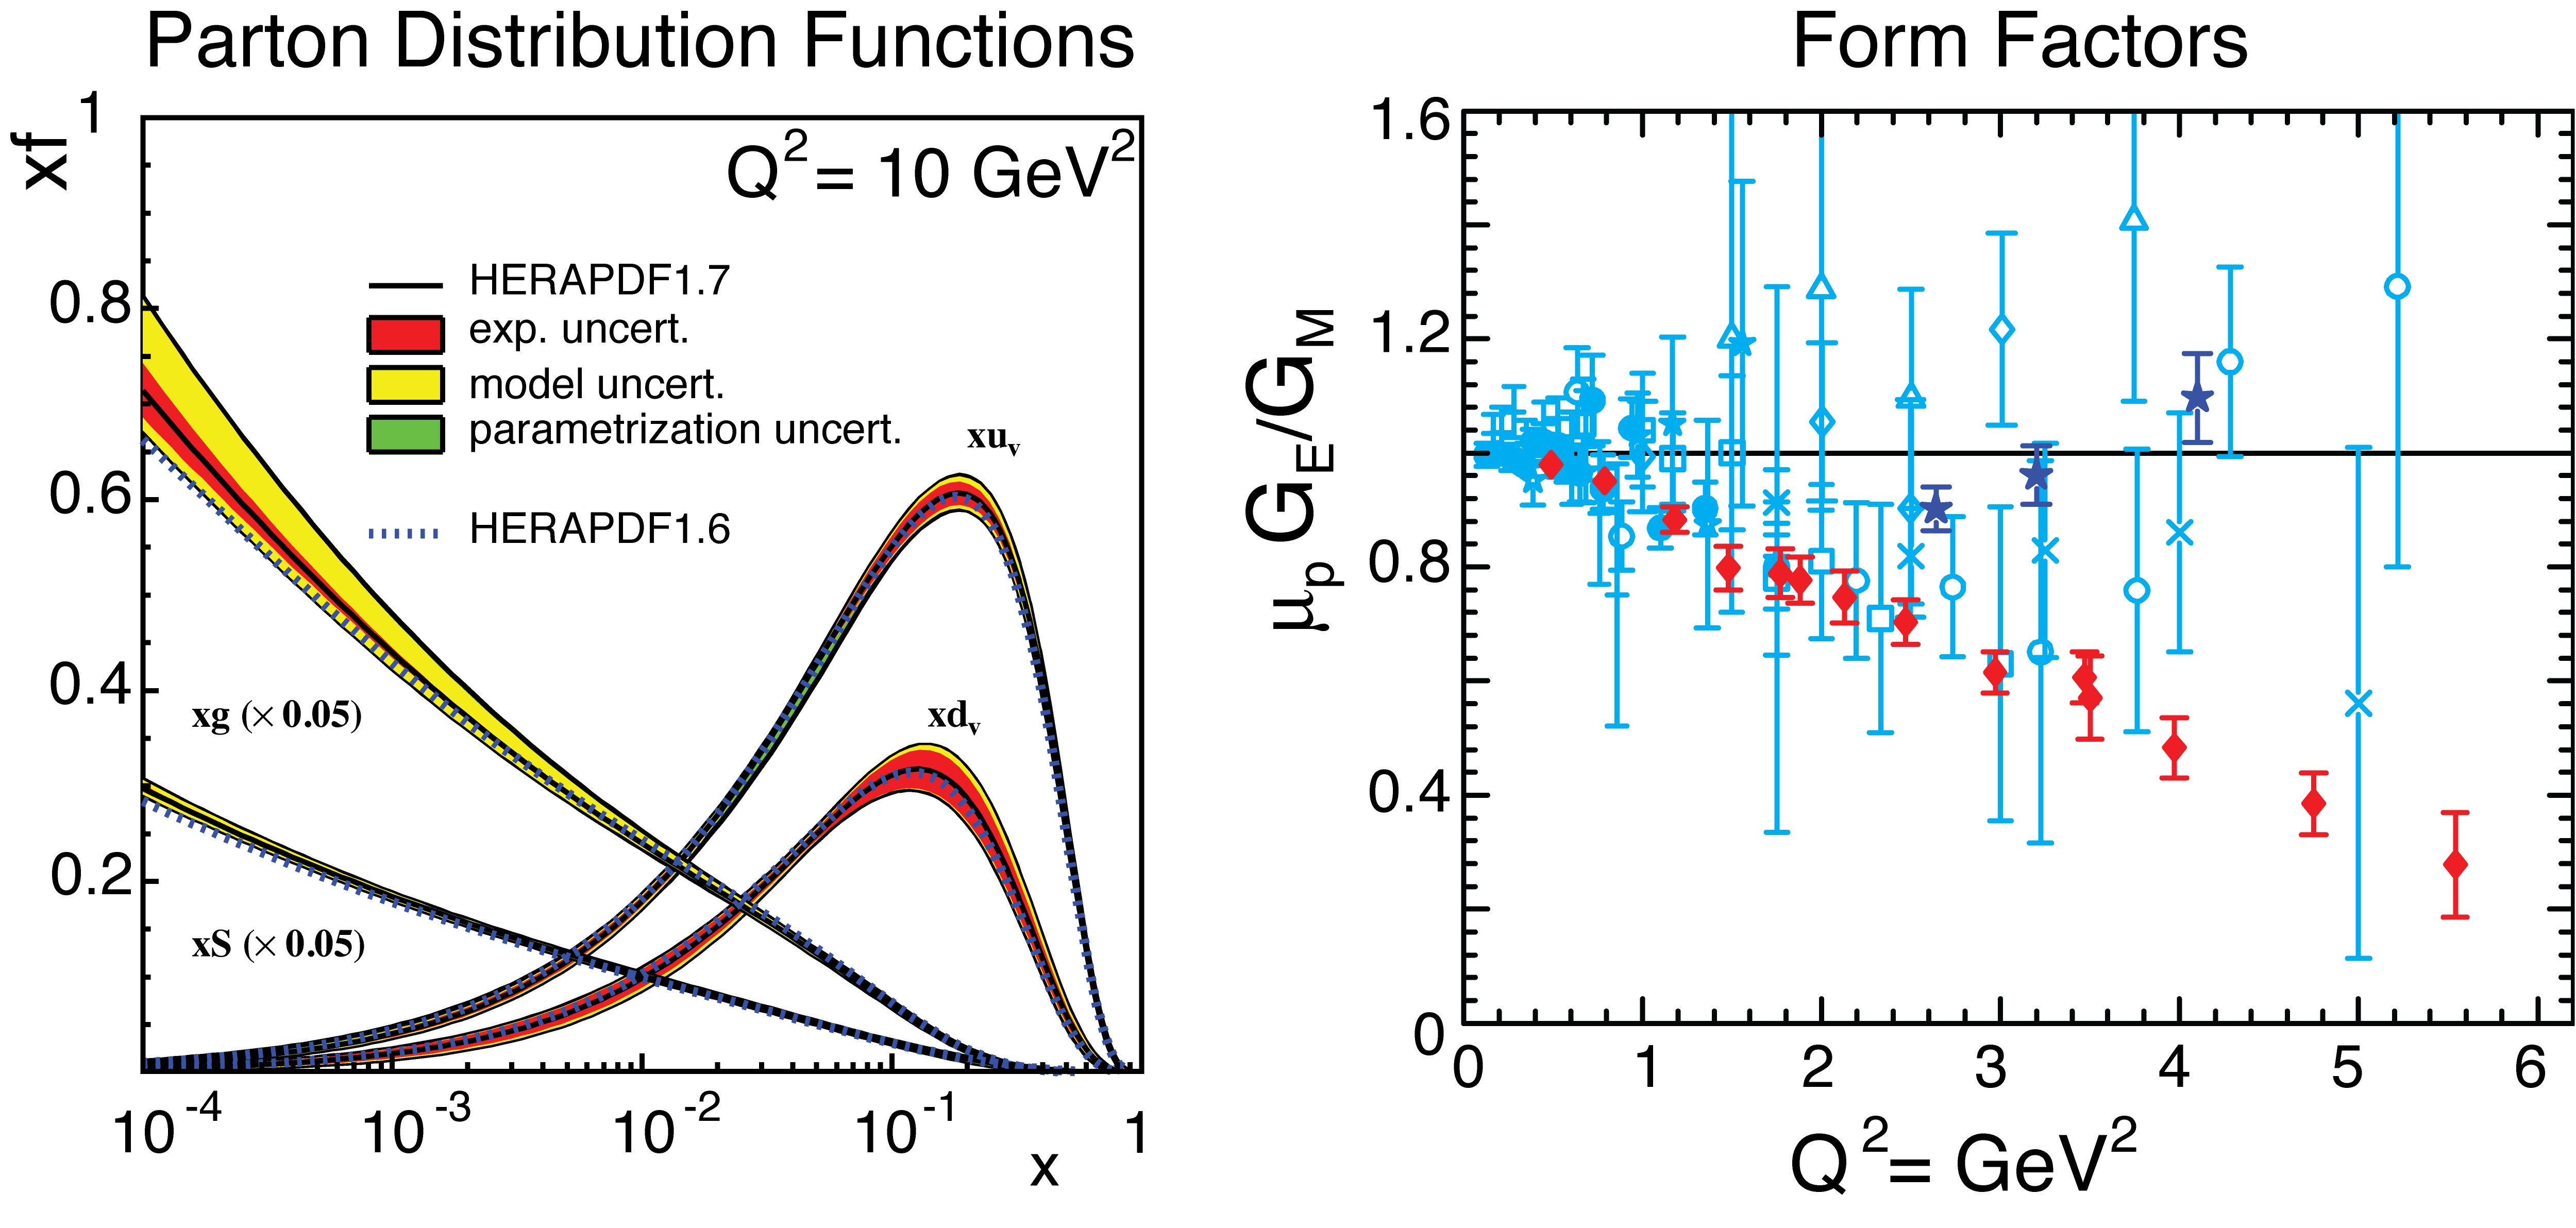 Parton Distribution Functions
xf
1
0.8
0.6
0.4
0.2
Q²= 10 GeV²
HERAPDF1.7
exp. uncert.
model uncert.
parametrization uncert.
HERAPDF1.6
xuᵥ
xdᵥ
xg (× 0.05)
xS (× 0.05)
10⁻⁴ 10⁻³ 10⁻² 10⁻¹ 1
x
Form Factors
μₚ G_E/G_M
1.6
1.2
0.8
0.4
0
0 1 2 3 4 5 6
Q²= GeV²